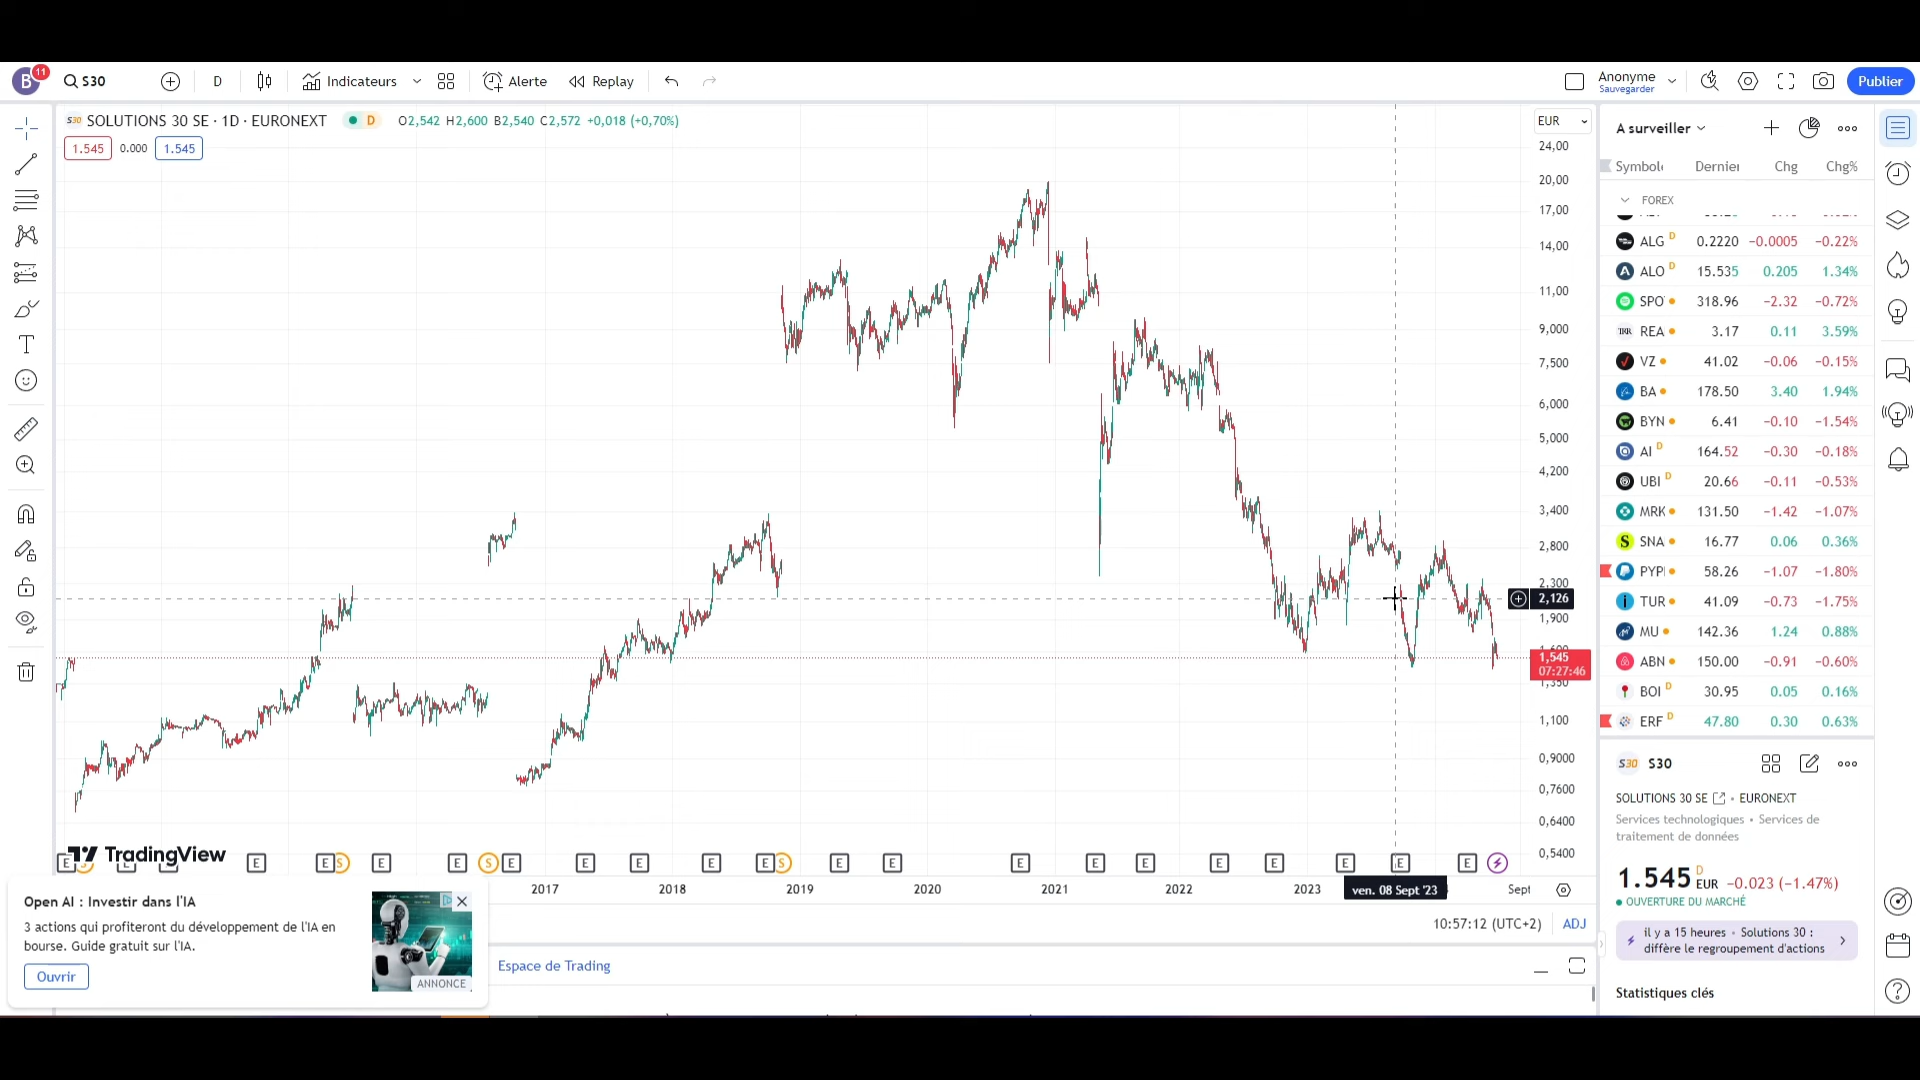 B 11
S30
D
Indicateurs
Alerte
Replay
Anonyme
Sauvegarder
Publier
S30 SOLUTIONS 30 SE · 1D · EURONEXT D O2,542 H2,600 B2,540 C2,572 +0,018 (+0,70%)
1.545 0.000 1.545
EUR
24,00
20,00
17,00
14,00
11,00
9,000
7,500
6,000
5,000
4,200
3,400
2,800
2,300
2,126
1,900
1,545
07:27:46
1,350
1,100
0,9000
0,7600
0,6400
0,5400
TradingView
E E E E E S E E S E E E E E S E E E E E E E E E E
2017 2018 2019 2020 2021 2022 2023 ven. 08 Sept '23 Sept
10:57:12 (UTC+2) ADJ
Open AI : Investir dans l'IA
3 actions qui profiteront du développement de l'IA en
bourse. Guide gratuit sur l'IA.
Ouvrir
ANNONCE
Espace de Trading
A surveiller
Symbole Dernier Chg Chg%
FOREX
ALG D 0.2220 −0.0005 −0.22%
ALO D 15.535 0.205 1.34%
SPO 318.96 −2.32 −0.72%
REA 3.17 0.11 3.59%
VZ 41.02 −0.06 −0.15%
BA 178.50 3.40 1.94%
BYN 6.41 −0.10 −1.54%
AI D 164.52 −0.30 −0.18%
UBI D 20.66 −0.11 −0.53%
MRK 131.50 −1.42 −1.07%
SNA 16.77 0.06 0.36%
PYP 58.26 −1.07 −1.80%
TUR 41.09 −0.73 −1.75%
MU 142.36 1.24 0.88%
ABN 150.00 −0.91 −0.60%
BOI D 30.95 0.05 0.16%
ERF D 47.80 0.30 0.63%
S30 S30
SOLUTIONS 30 SE • EURONEXT
Services technologiques • Services de
traitement de données
1.545 D EUR −0.023 (−1.47%)
OUVERTURE DU MARCHÉ
il y a 15 heures • Solutions 30 :
diffère le regroupement d'actions
Statistiques clés